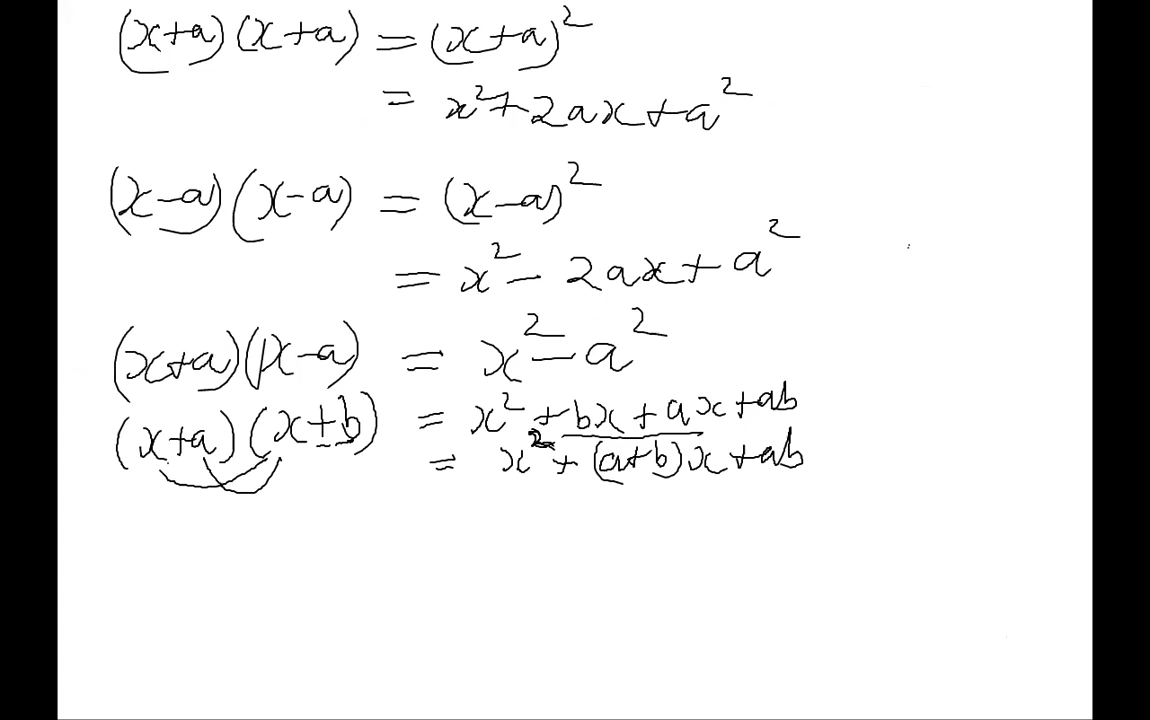 (x+a)(x+a) = (x+a)²
= x²+2ax+a²
(x-a)(x-a) = (x-a)²
= x²-2ax+a²
(x+a)(x-a) = x²-a²
(x+a)(x+b) = x²+bx+ax+ab
= x²+(a+b)x+ab